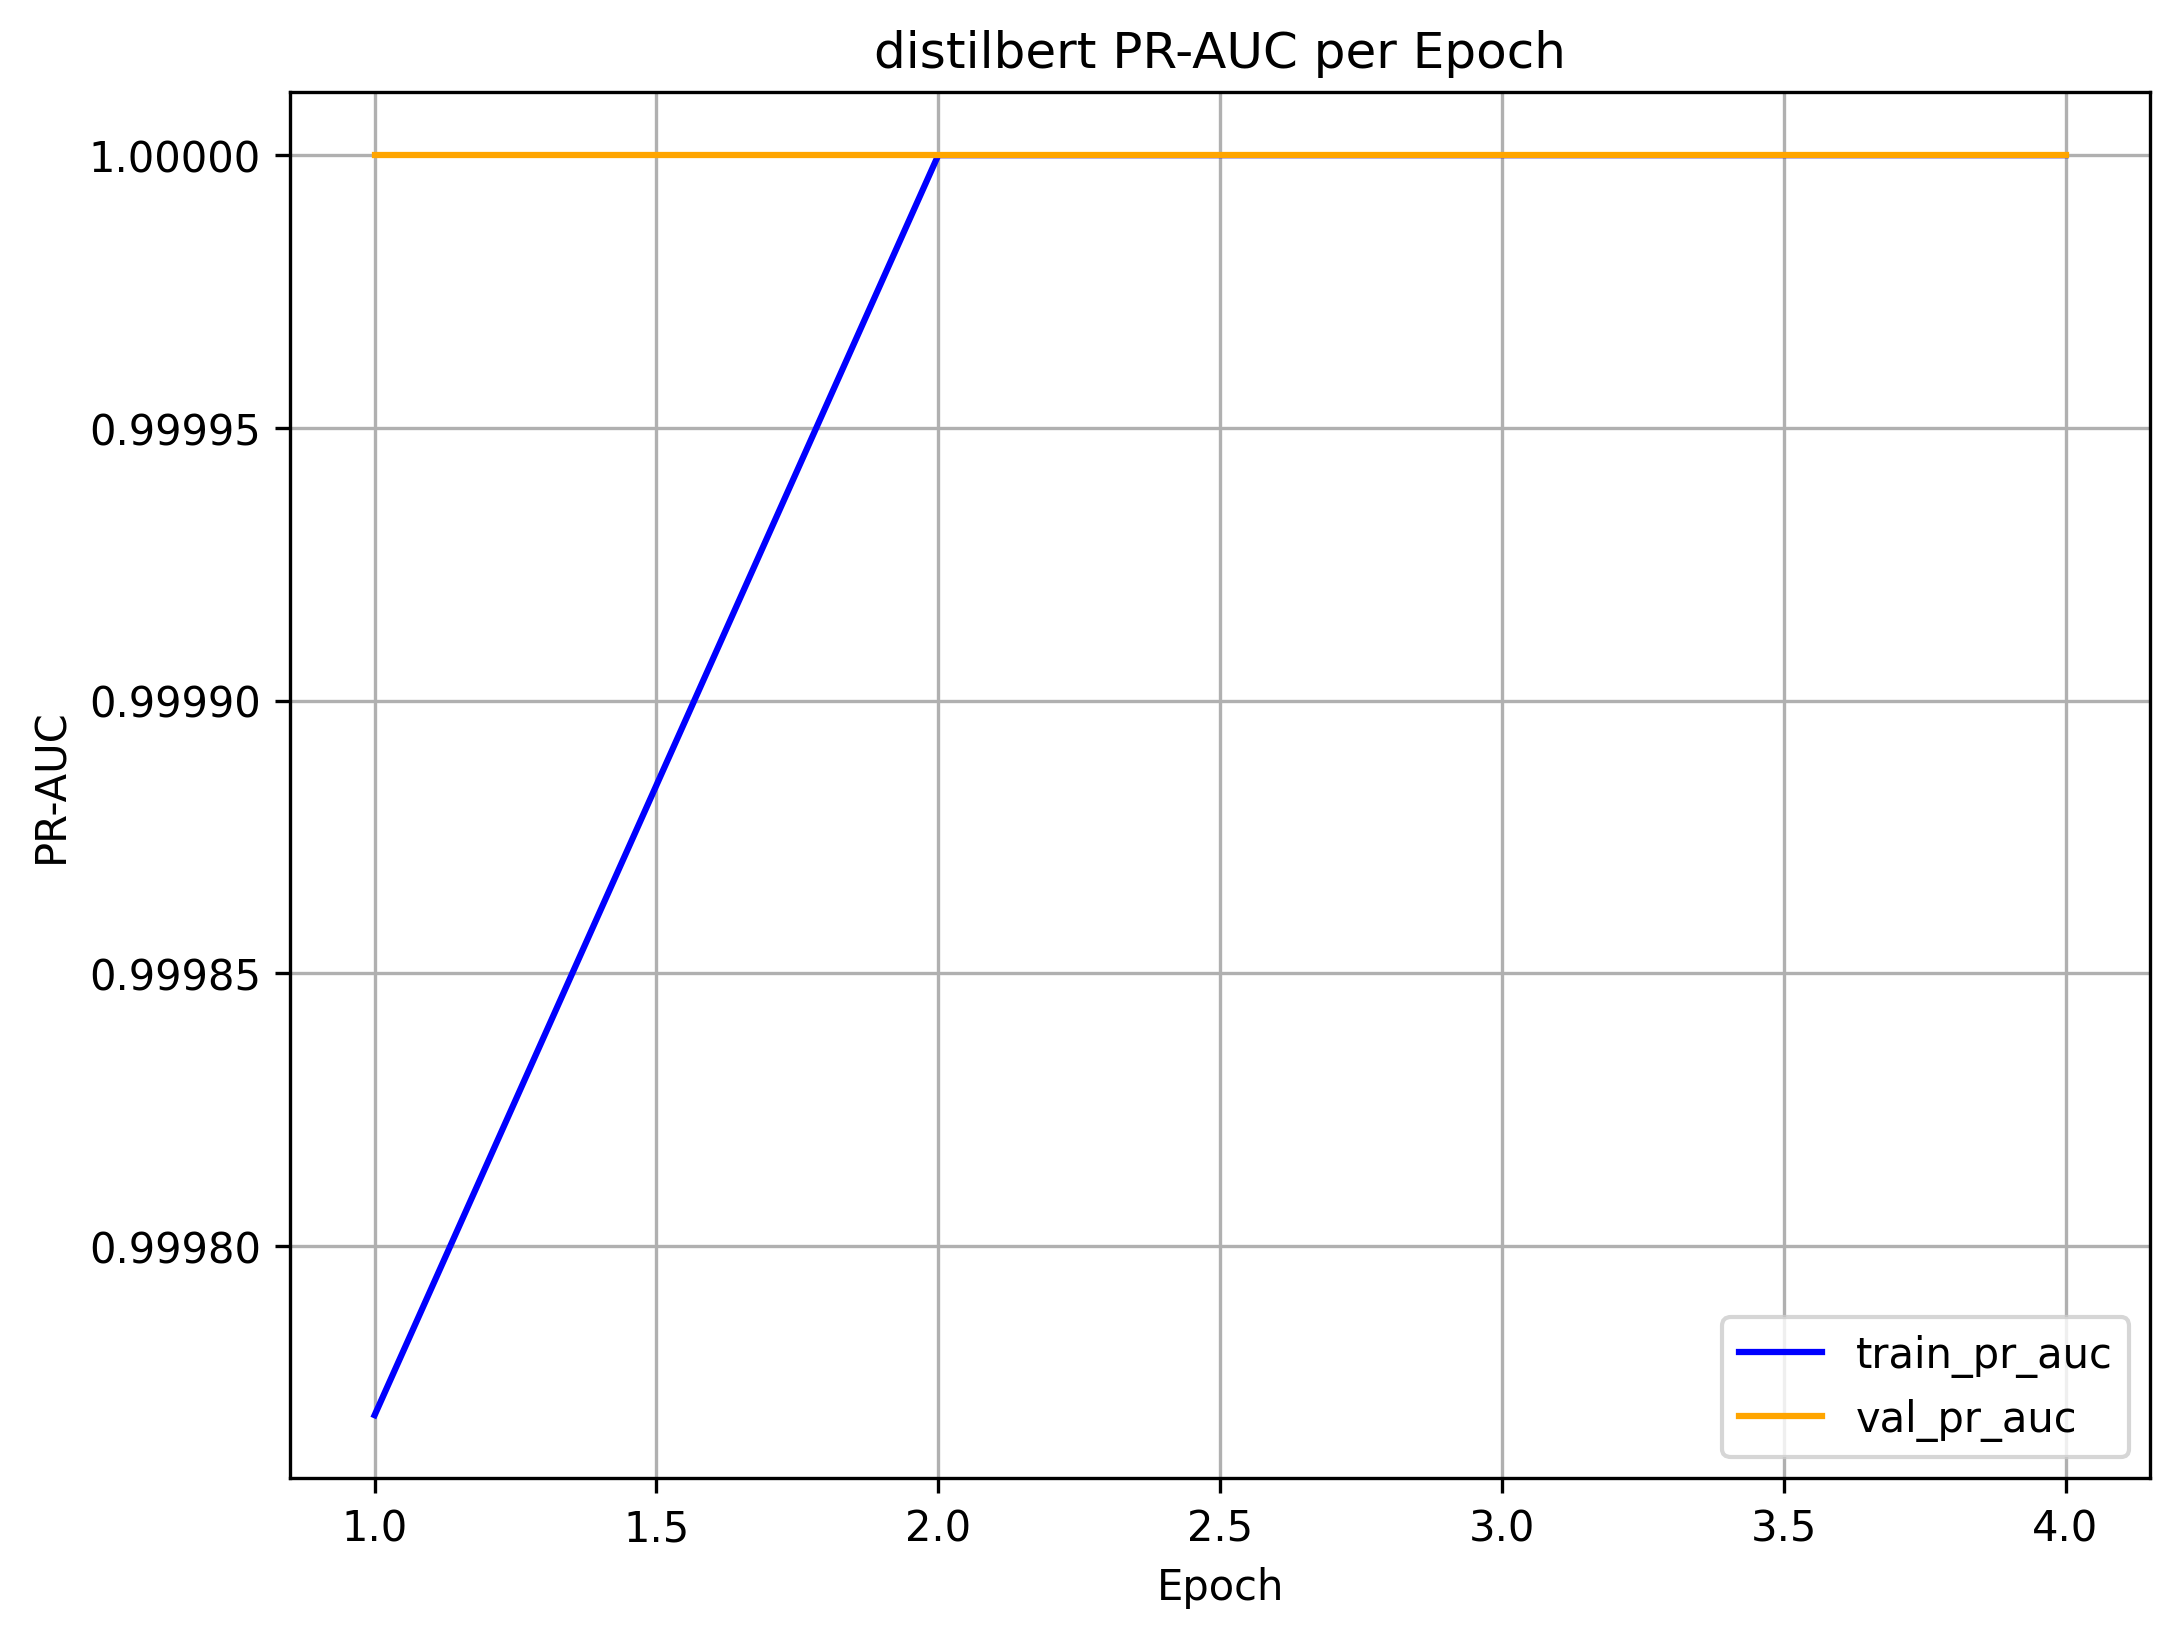 distilbert PR-AUC per Epoch
1.00000
0.99995
0.99990
0.99985
0.99980
PR-AUC
1.0 1.5 2.0 2.5 3.0 3.5 4.0
Epoch
train_pr_auc
val_pr_auc